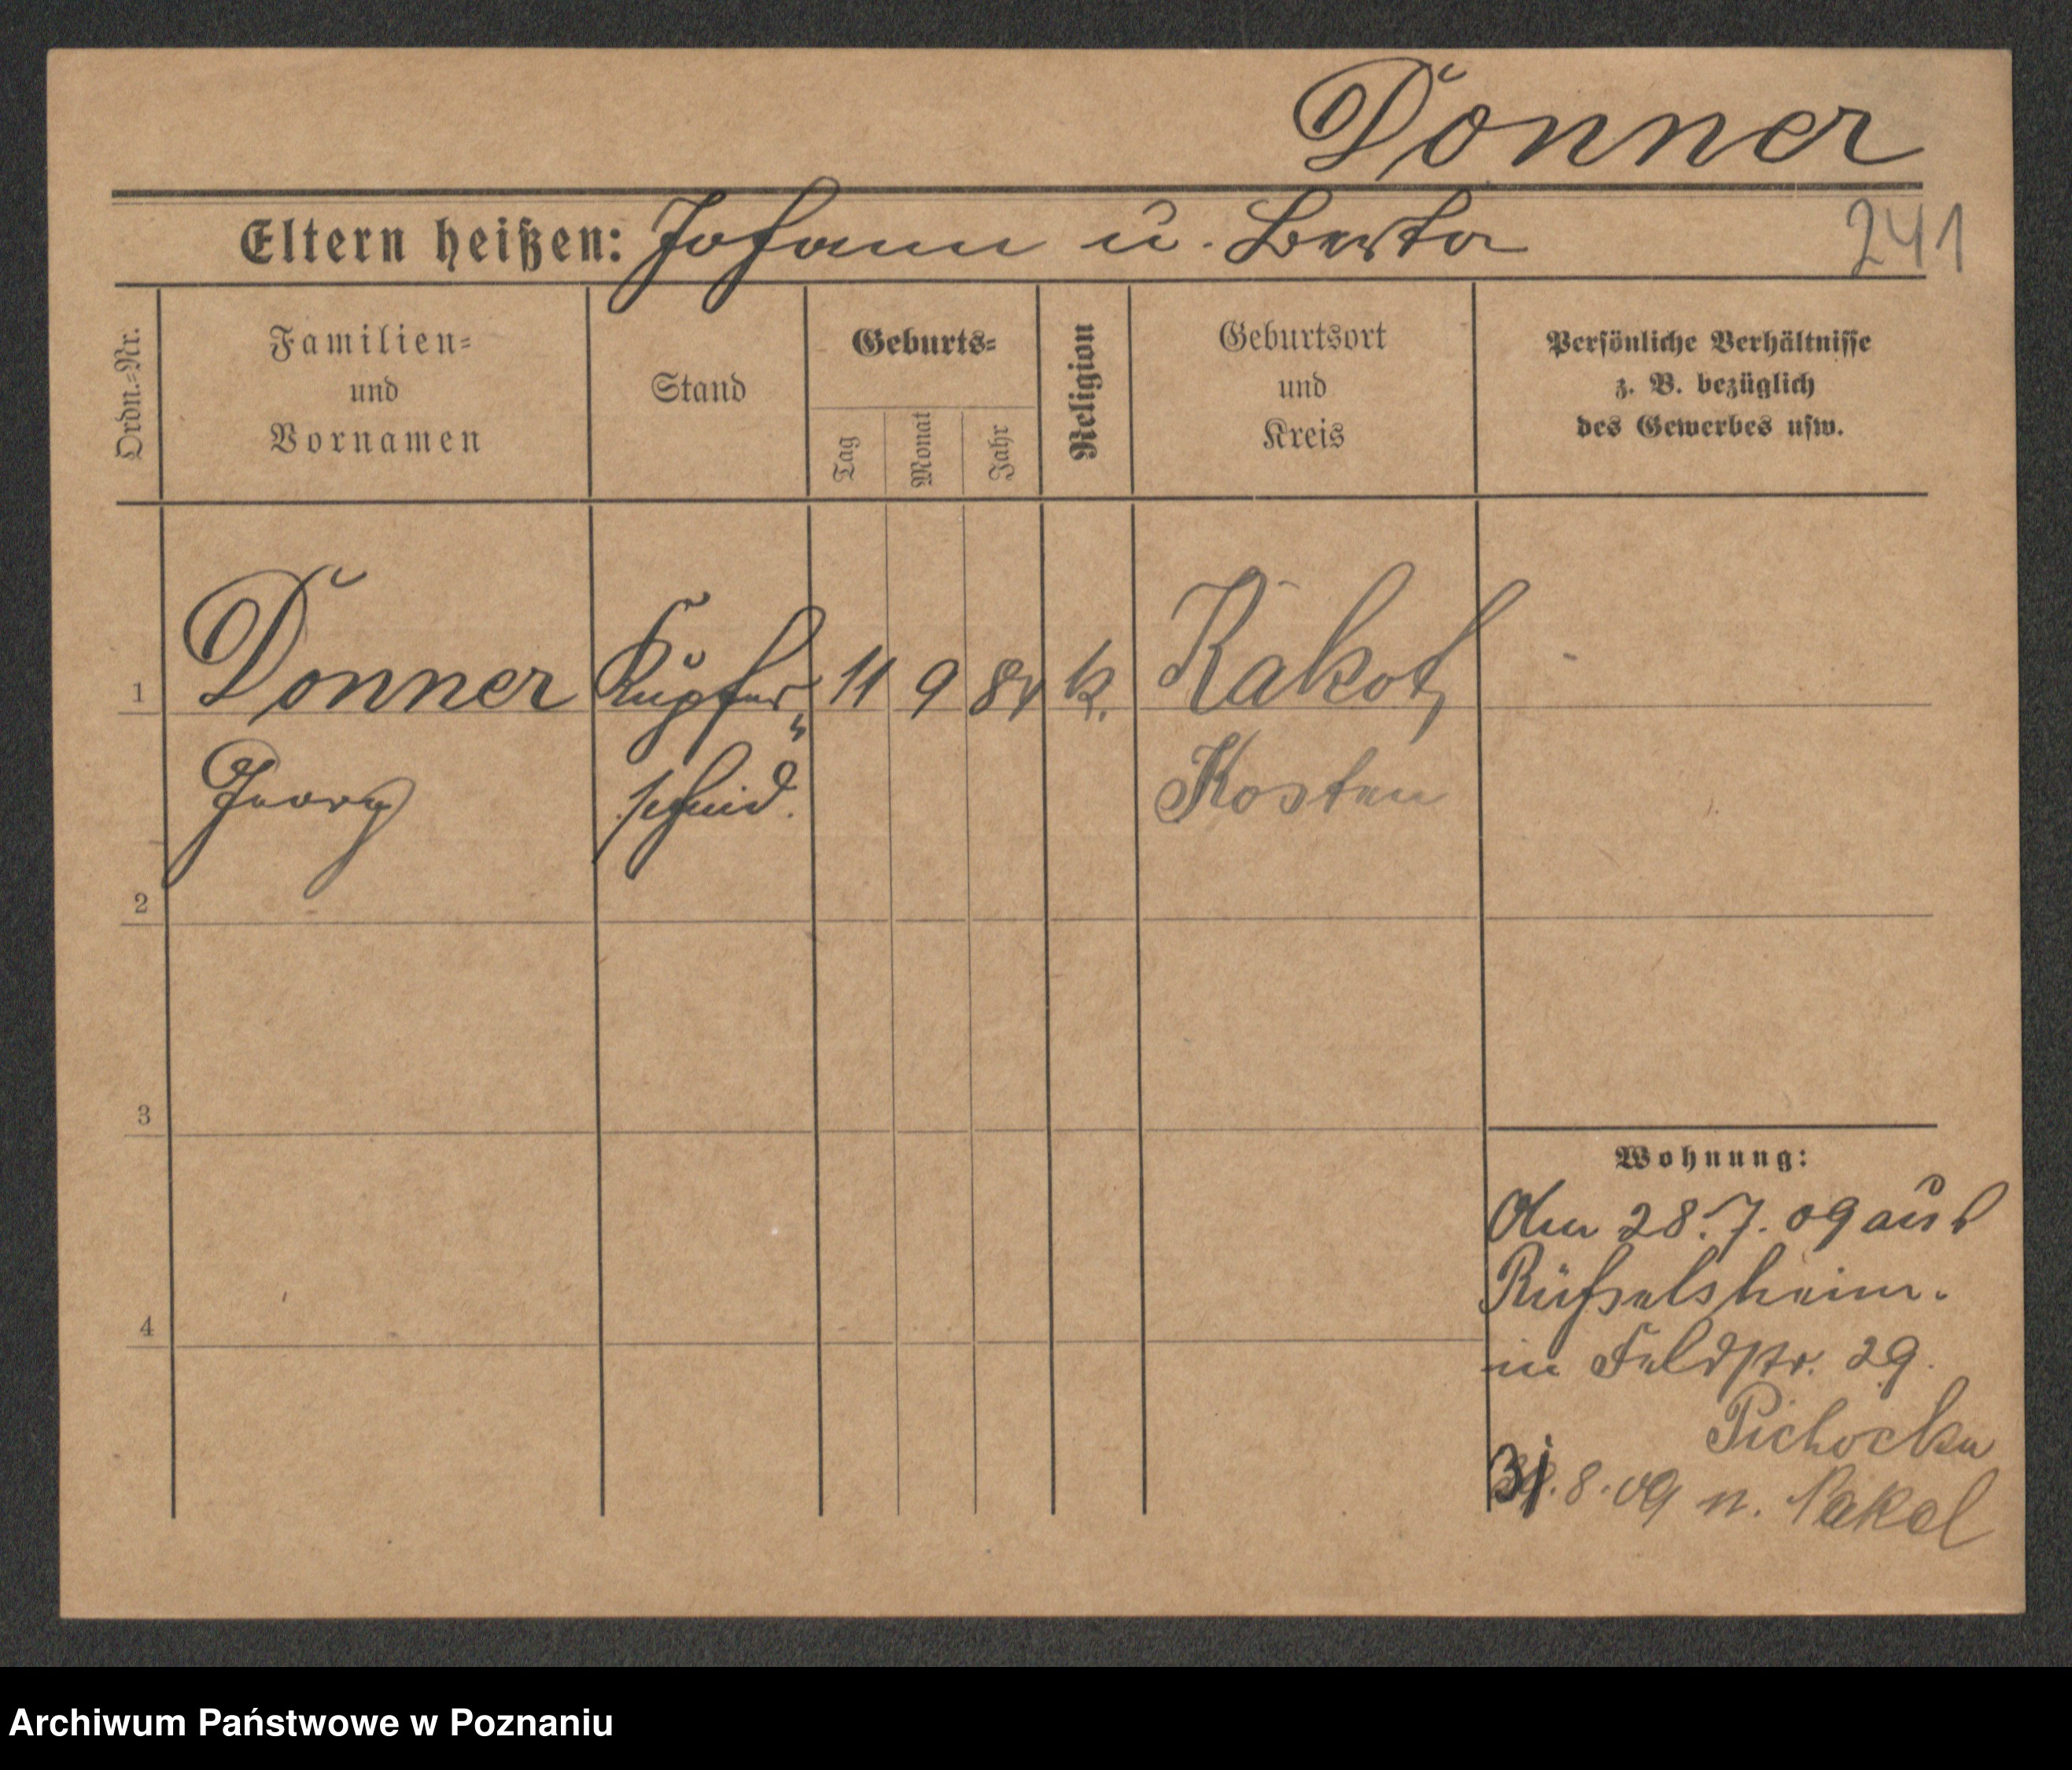 Donner
Eltern heißen: Johann u. Berta
241
Ordn.=Nr.
Familien=
und
Vornamen
Stand
Geburts=
Tag
Monat
Jahr
Religion
Geburtsort
und
Kreis
Persönliche Verhältnisse
z. B. bezüglich
des Gewerbes usw.
1 Donner Kupfer„ 11 9 84 k. Rakot,
Georg schmid. Kosten
2
3
4
Wohnung:
Am 28.7.09 aus
Rüsselsheim.
in Feldstr. 29.
31.8.09 n. Nakel
Archiwum Państwowe w Poznaniu